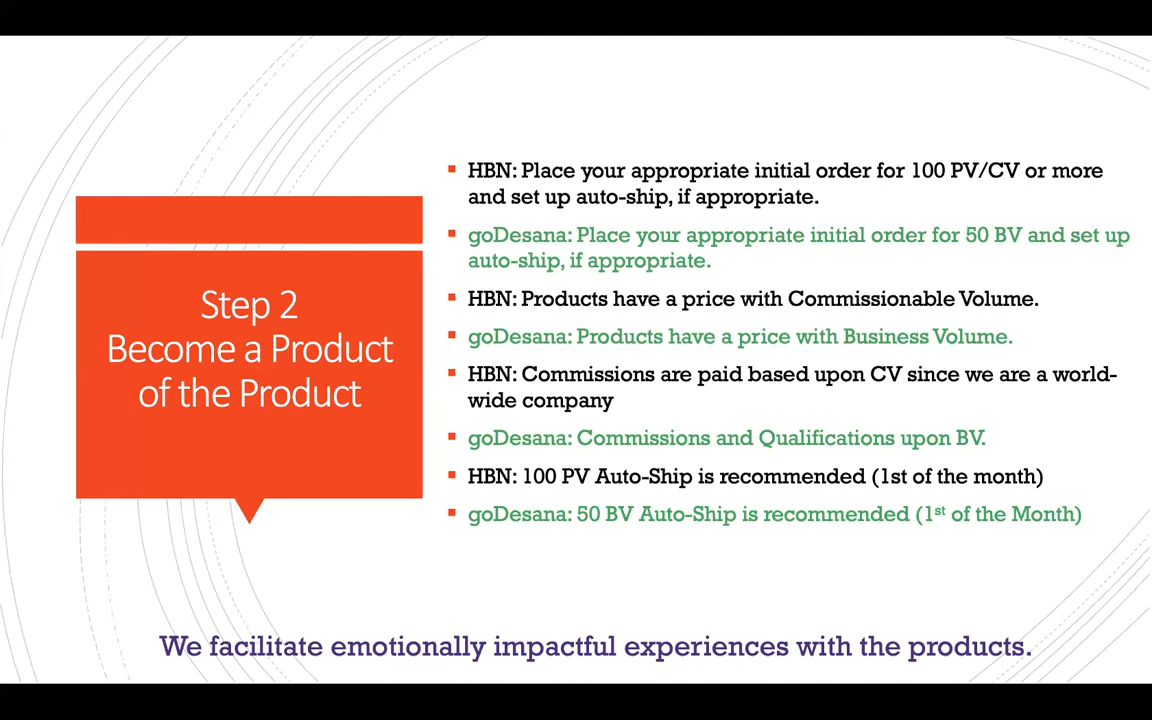 Step 2
Become a Product
of the Product
HBN: Place your appropriate initial order for 100 PV/CV or more
and set up auto-ship, if appropriate.
goDesana: Place your appropriate initial order for 50 BV and set up
auto-ship, if appropriate.
HBN: Products have a price with Commissionable Volume.
goDesana: Products have a price with Business Volume.
HBN: Commissions are paid based upon CV since we are a world-
wide company
goDesana: Commissions and Qualifications upon BV.
HBN: 100 PV Auto-Ship is recommended (1st of the month)
goDesana: 50 BV Auto-Ship is recommended (1st of the Month)
We facilitate emotionally impactful experiences with the products.